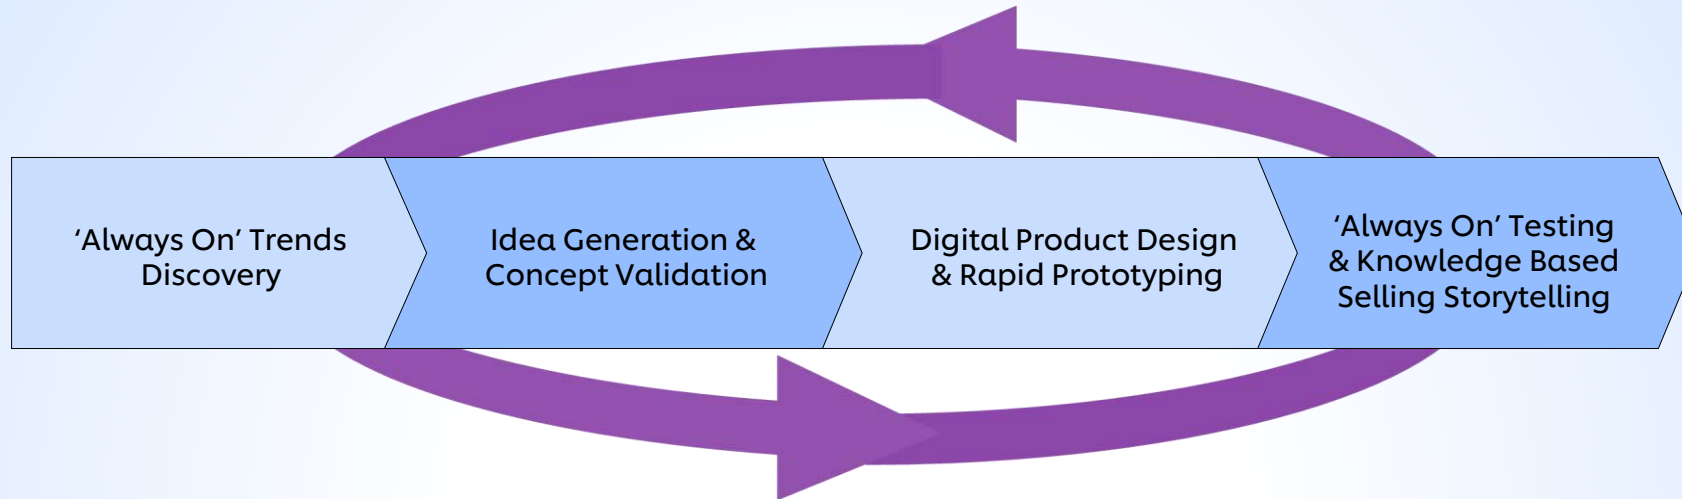 ‘Always On’ Trends
Discovery
Idea Generation &
Concept Validation
Digital Product Design
& Rapid Prototyping
‘Always On’ Testing
& Knowledge Based
Selling Storytelling